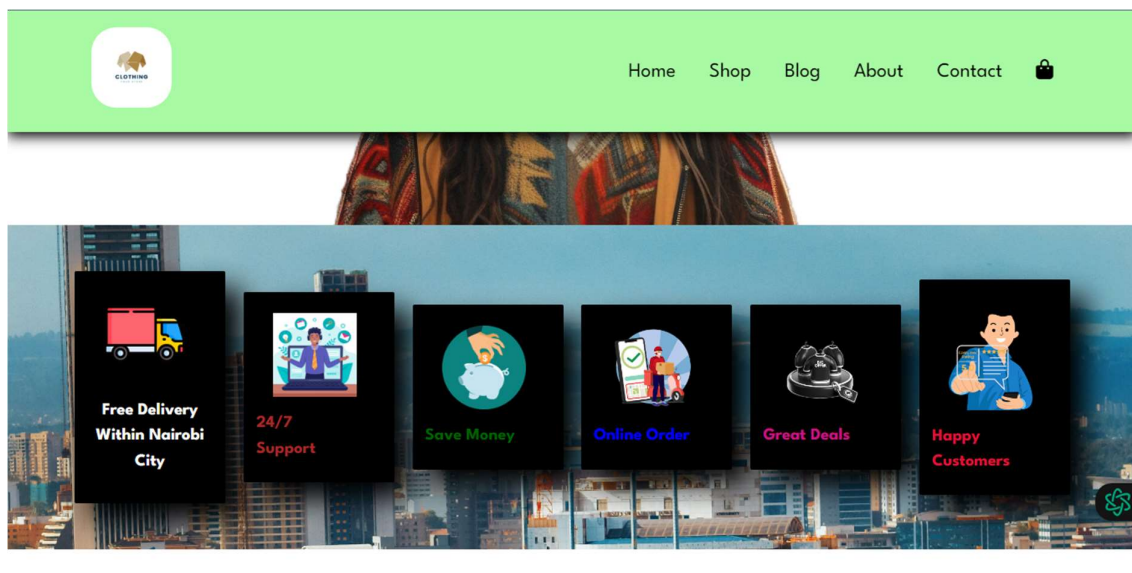 CLOTHING
Home
Shop
Blog
About
Contact
Free Delivery
Within Nairobi
City
24/7
Support
Save Money
Online Order
Great Deals
Happy
Customers